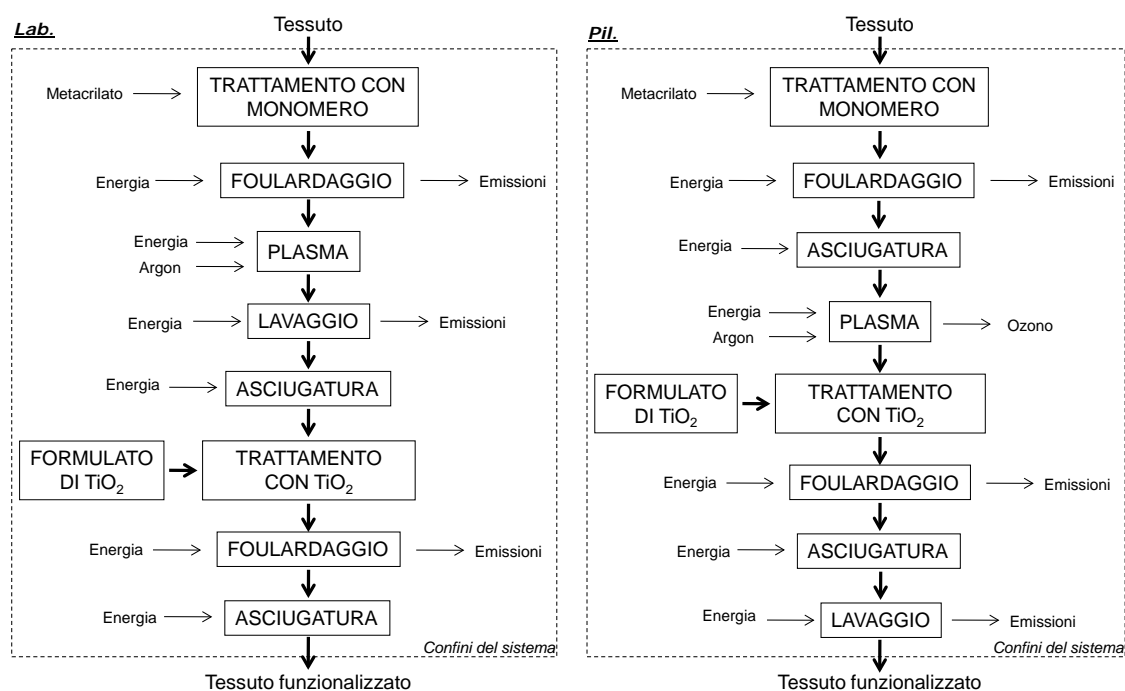 Lab.
Tessuto
Metacrilato
TRATTAMENTO CON
MONOMERO
Energia
FOULARDAGGIO
Emissioni
Energia
Argon
PLASMA
Energia
LAVAGGIO
Emissioni
Energia
ASCIUGATURA
FORMULATO
DI TiO2
TRATTAMENTO
CON TiO2
Energia
FOULARDAGGIO
Emissioni
Energia
ASCIUGATURA
Confini del sistema
Tessuto funzionalizzato
Pil.
Tessuto
Metacrilato
TRATTAMENTO CON
MONOMERO
Energia
FOULARDAGGIO
Emissioni
Energia
ASCIUGATURA
Energia
Argon
PLASMA
Ozono
FORMULATO
DI TiO2
TRATTAMENTO
CON TiO2
Energia
FOULARDAGGIO
Emissioni
Energia
ASCIUGATURA
Energia
LAVAGGIO
Emissioni
Confini del sistema
Tessuto funzionalizzato